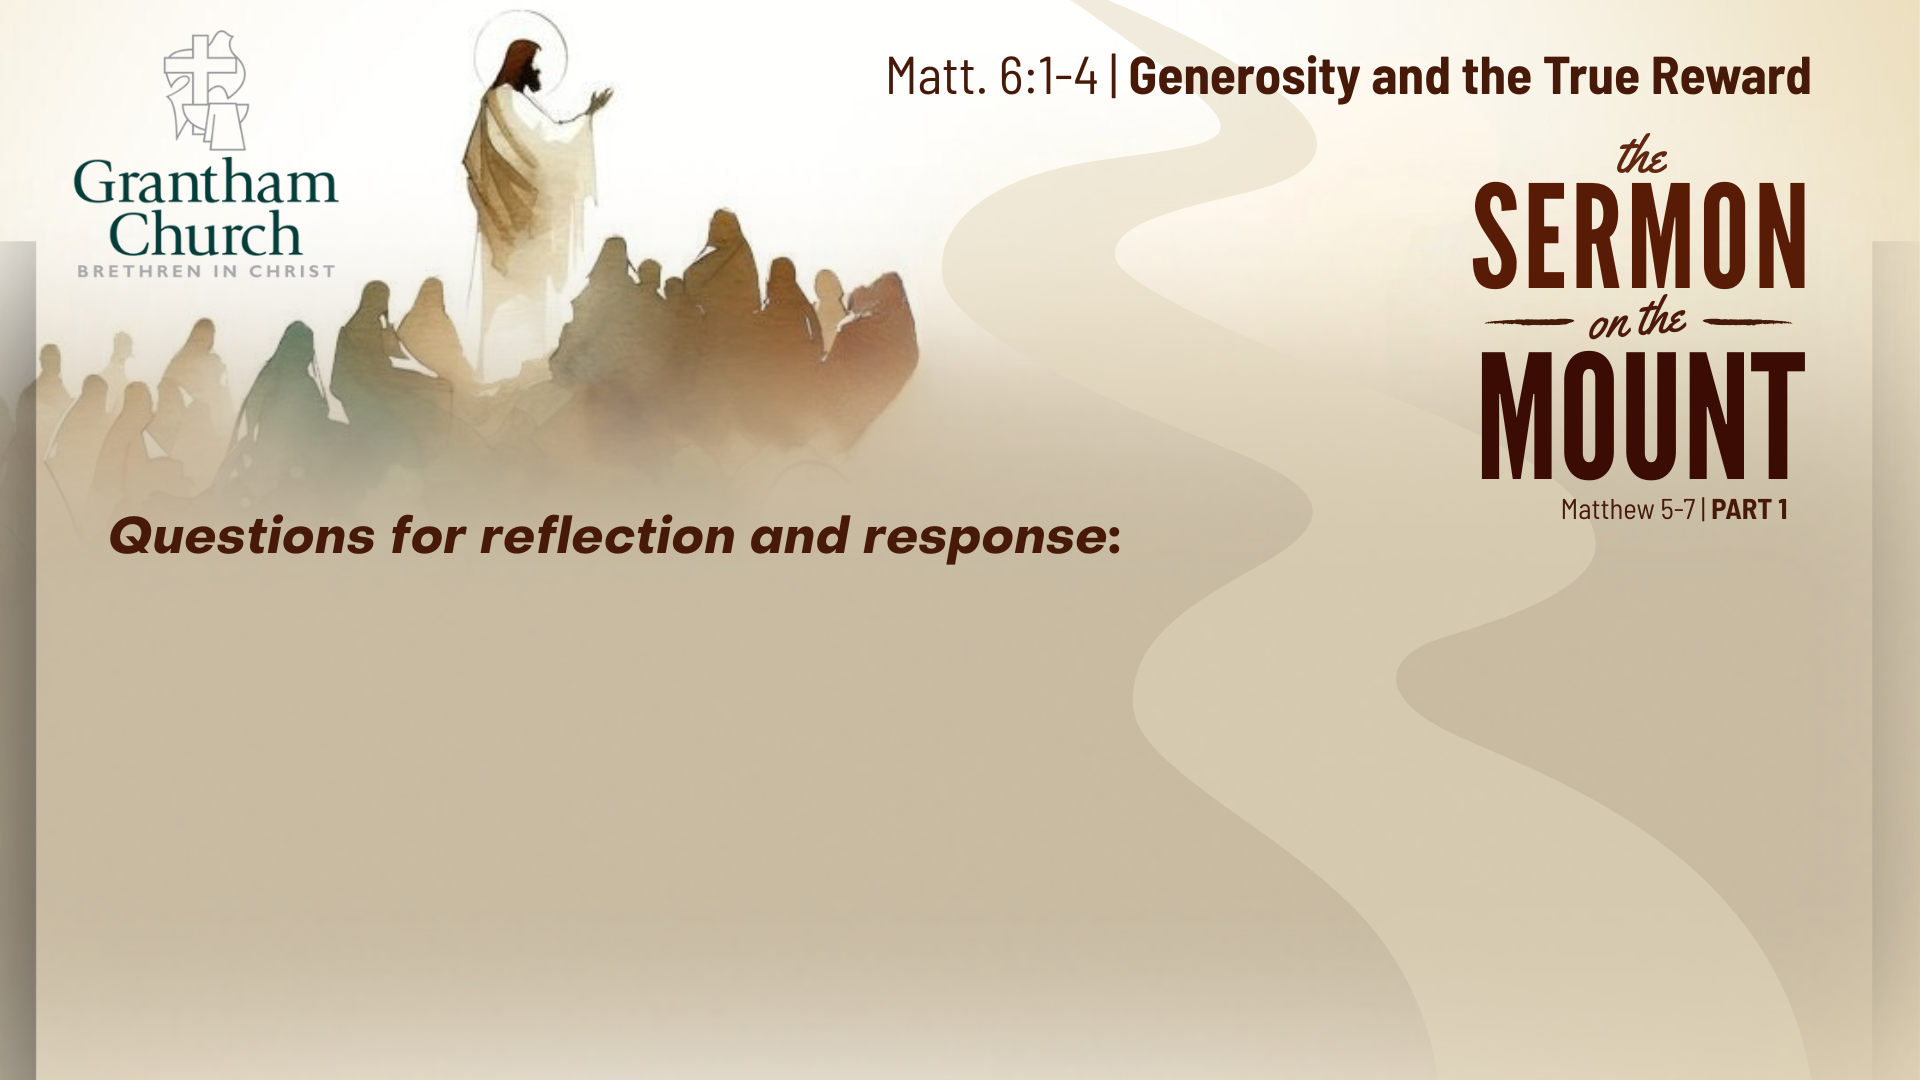 Grantham
Church
BRETHREN IN CHRIST
Matt. 6:1-4 | Generosity and the True Reward
the
SERMON
on the
MOUNT
Matthew 5-7 | PART 1
Questions for reflection and response: